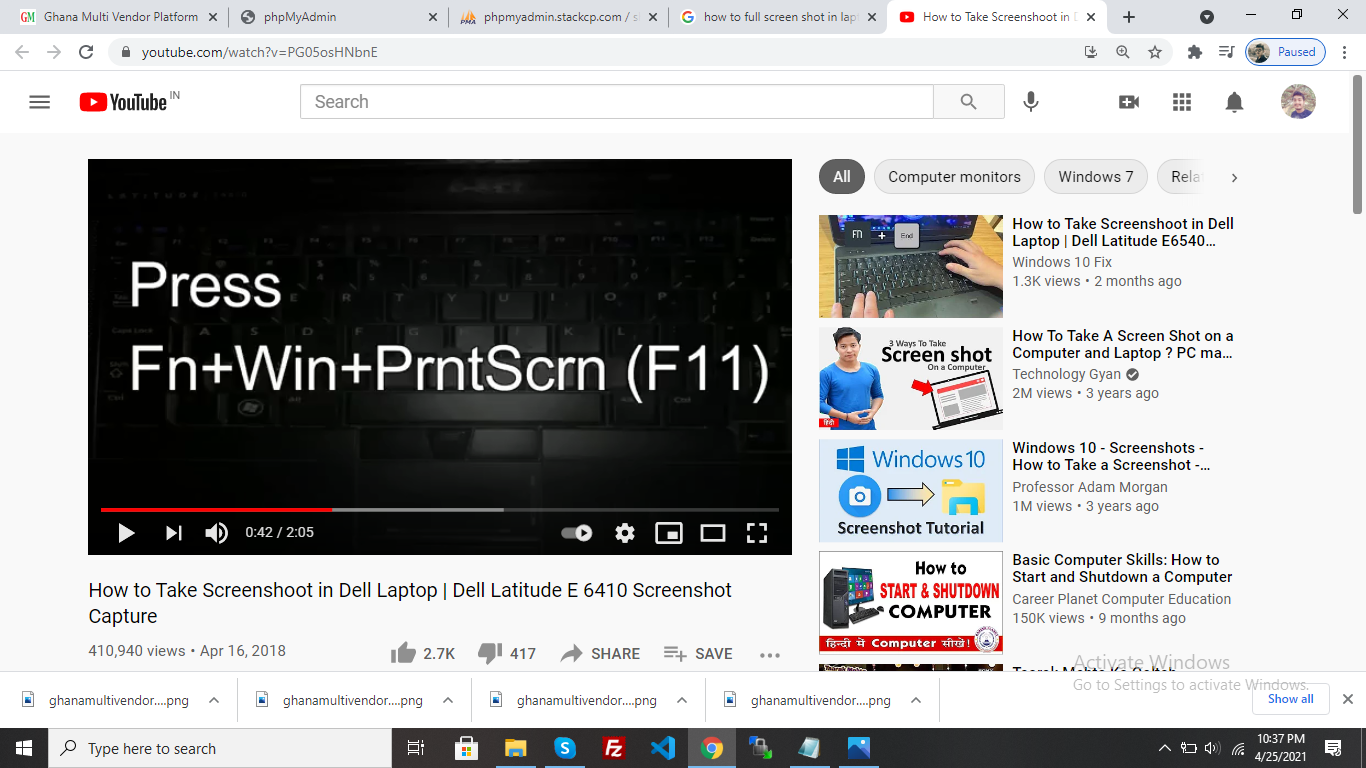 Ghana Multi Vendor Platform
phpMyAdmin
phpmyadmin.stackcp.com / s
how to full screen shot in lap
How to Take Screenshoot in D
youtube.com/watch?v=PG05osHNbnE
Paused
YouTube IN
Search
Press
Fn+Win+PrntScrn (F11)
0:42 / 2:05
How to Take Screenshoot in Dell Laptop | Dell Latitude E 6410 Screenshot
Capture
410,940 views • Apr 16, 2018
2.7K
417
SHARE
SAVE
All
Computer monitors
Windows 7
Rela
FN + End
How to Take Screenshoot in Dell
Laptop | Dell Latitude E6540...
Windows 10 Fix
1.3K views • 2 months ago
3 Ways To Take
Screen shot
On a Computer
हिन्दी
How To Take A Screen Shot on a
Computer and Laptop ? PC ma...
Technology Gyan
2M views • 3 years ago
Windows 10
Screenshot Tutorial
Windows 10 - Screenshots -
How to Take a Screenshot -...
Professor Adam Morgan
1M views • 3 years ago
How to
START & SHUTDOWN
COMPUTER
हिन्दी में Computer सीखें!
Basic Computer Skills: How to
Start and Shutdown a Computer
Career Planet Computer Education
150K views • 9 months ago
Activate Windows
Go to Settings to activate Windows.
ghanamultivendor....png
ghanamultivendor....png
ghanamultivendor....png
ghanamultivendor....png
Show all
Type here to search
10:37 PM
4/25/2021